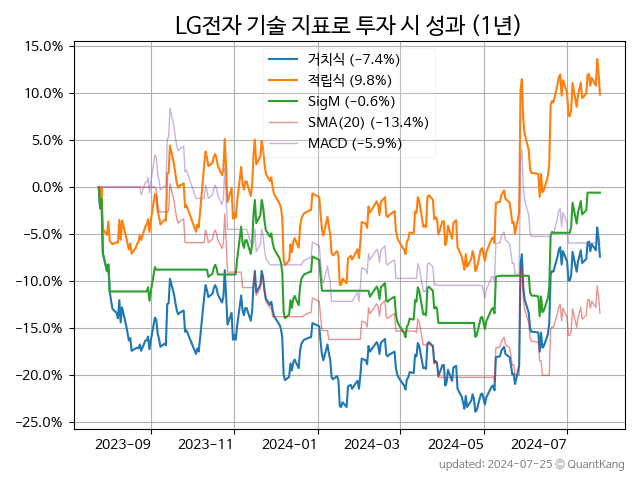 LG전자 기술 지표로 투자 시 성과 (1년)
15.0%
10.0%
5.0%
0.0%
−5.0%
−10.0%
−15.0%
−20.0%
−25.0%
거치식 (−7.4%)
적립식 (9.8%)
SigM (−0.6%)
SMA(20) (−13.4%)
MACD (−5.9%)
2023−09
2023−11
2024−01
2024−03
2024−05
2024−07
updated: 2024-07-25 © QuantKang